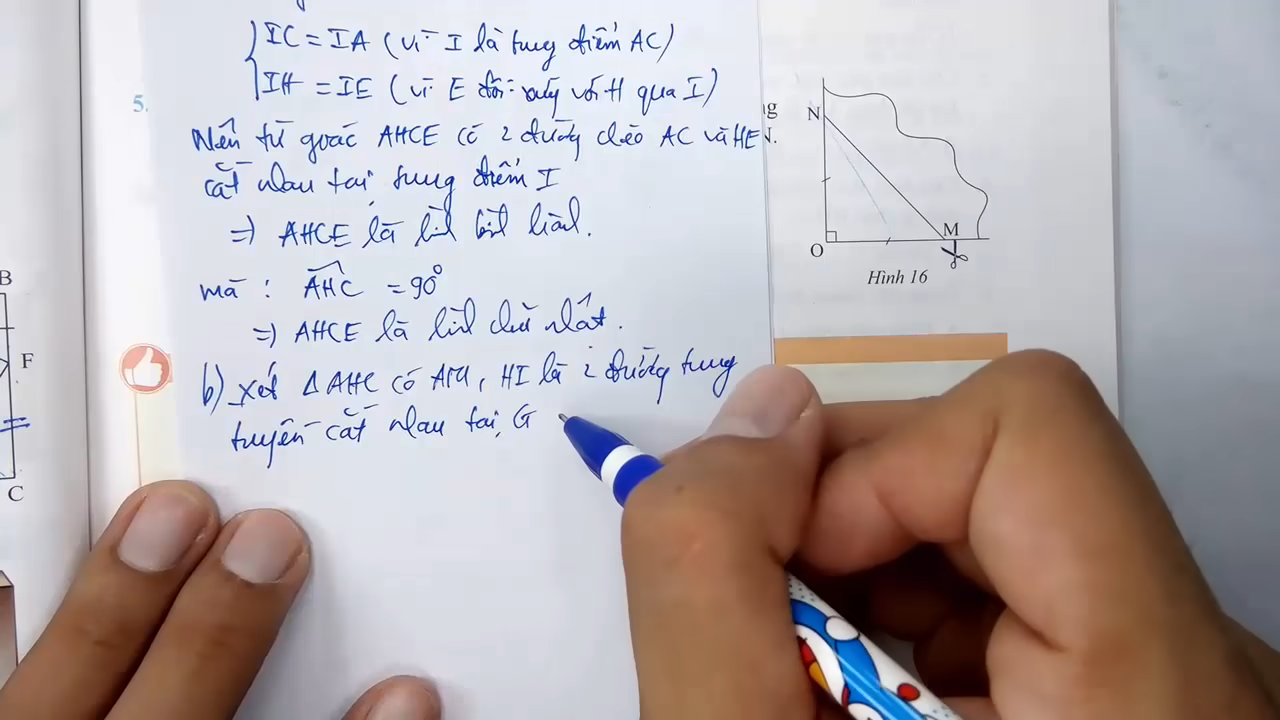 IC = IA (vì I là trung điểm AC)
IH = IE (vì E đối xứng với H qua I)
5.
Nên tứ giác AHCE có 2 đường chéo AC và HE
cắt nhau tại trung điểm I
=> AHCE là hình bình hành.
mà : AHC = 90°
=> AHCE là hình chữ nhật.
b) Xét Δ AHC có AM, HI là 2 đường trung
tuyến cắt nhau tại G
g
N.
N
O
M
Hình 16
B
F
C